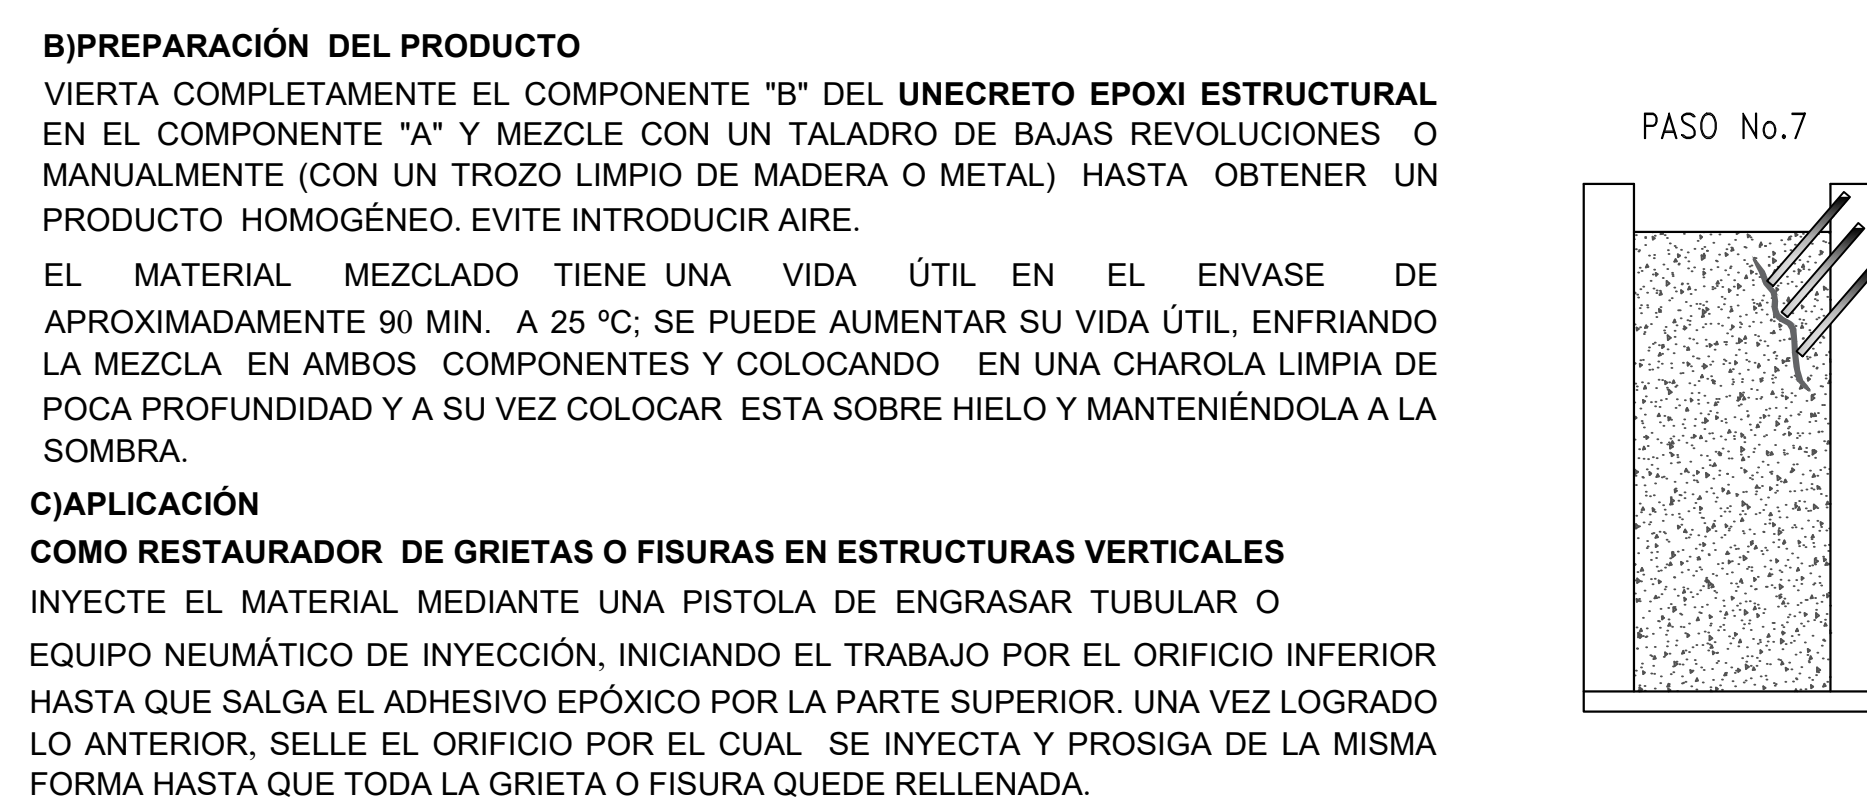 B)PREPARACIÓN DEL PRODUCTO
VIERTA COMPLETAMENTE EL COMPONENTE "B" DEL UNECRETO EPOXI ESTRUCTURAL
EN EL COMPONENTE "A" Y MEZCLE CON UN TALADRO DE BAJAS REVOLUCIONES O
MANUALMENTE (CON UN TROZO LIMPIO DE MADERA O METAL) HASTA OBTENER UN
PRODUCTO HOMOGÉNEO. EVITE INTRODUCIR AIRE.
EL MATERIAL MEZCLADO TIENE UNA VIDA ÚTIL EN EL ENVASE DE
APROXIMADAMENTE 90 MIN. A 25 ºC; SE PUEDE AUMENTAR SU VIDA ÚTIL, ENFRIANDO
LA MEZCLA EN AMBOS COMPONENTES Y COLOCANDO EN UNA CHAROLA LIMPIA DE
POCA PROFUNDIDAD Y A SU VEZ COLOCAR ESTA SOBRE HIELO Y MANTENIÉNDOLA A LA
SOMBRA.
C)APLICACIÓN
COMO RESTAURADOR DE GRIETAS O FISURAS EN ESTRUCTURAS VERTICALES
INYECTE EL MATERIAL MEDIANTE UNA PISTOLA DE ENGRASAR TUBULAR O
EQUIPO NEUMÁTICO DE INYECCIÓN, INICIANDO EL TRABAJO POR EL ORIFICIO INFERIOR
HASTA QUE SALGA EL ADHESIVO EPÓXICO POR LA PARTE SUPERIOR. UNA VEZ LOGRADO
LO ANTERIOR, SELLE EL ORIFICIO POR EL CUAL SE INYECTA Y PROSIGA DE LA MISMA
FORMA HASTA QUE TODA LA GRIETA O FISURA QUEDE RELLENADA.
PASO No.7